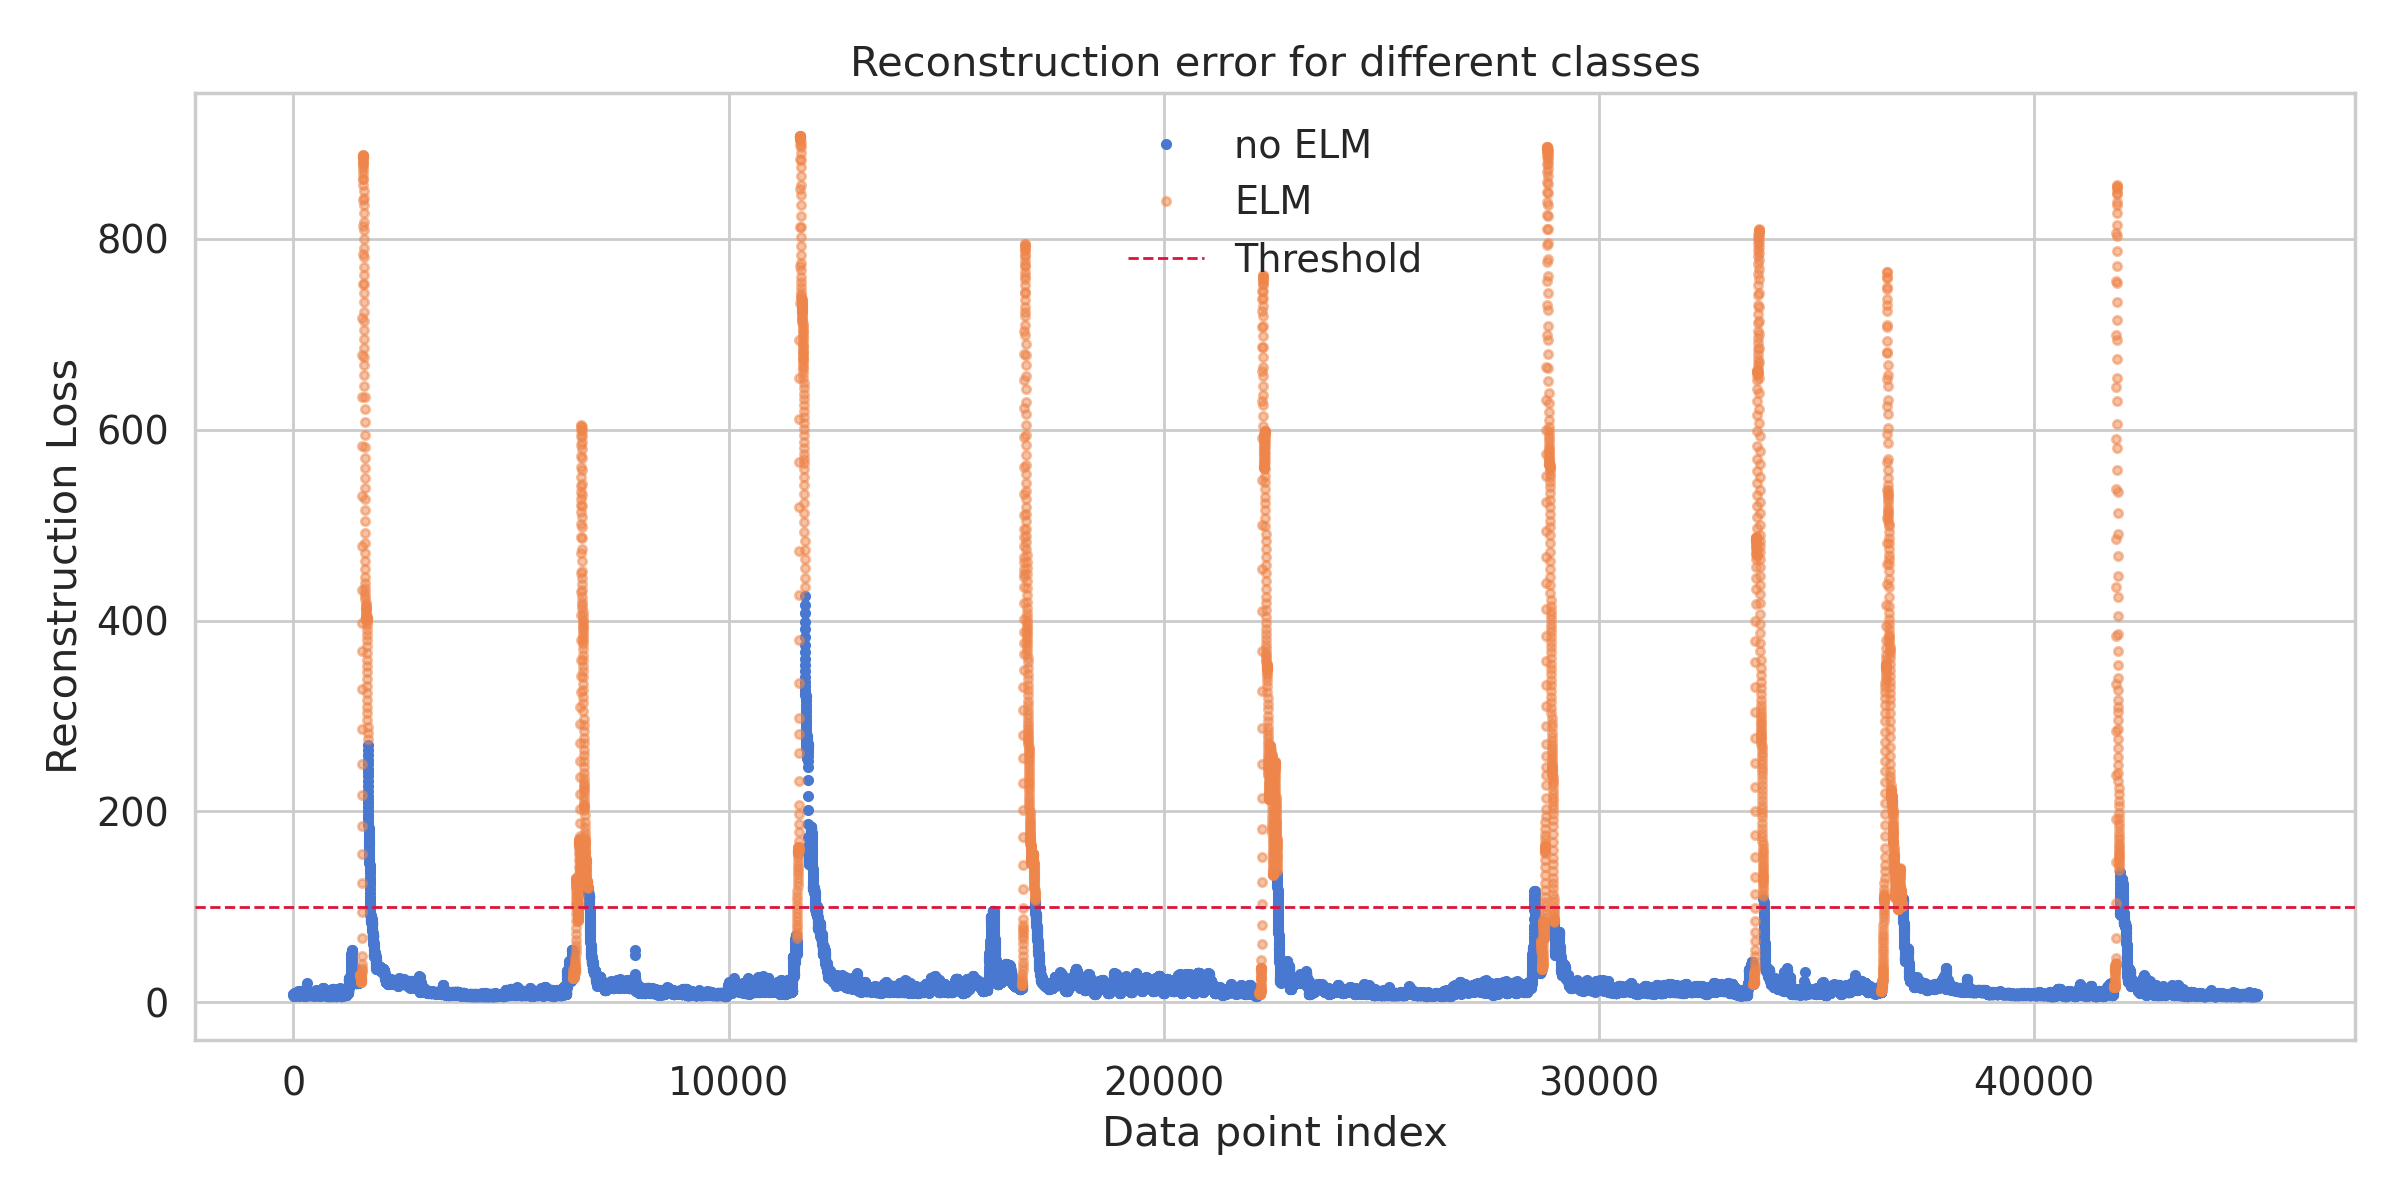 Reconstruction error for different classes
no ELM
ELM
Threshold
Reconstruction Loss
800
600
400
200
0
0 10000 20000 30000 40000
Data point index